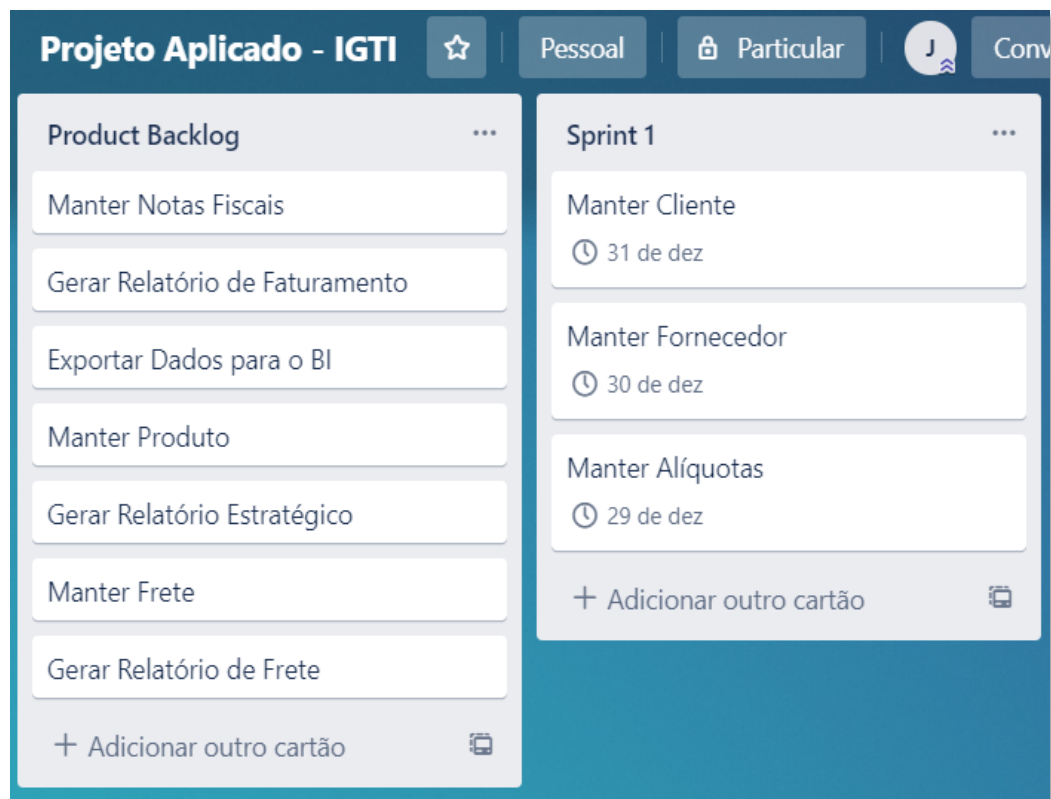 Projeto Aplicado - IGTI
Pessoal
Particular
J
Conv
Product Backlog
Manter Notas Fiscais
Gerar Relatório de Faturamento
Exportar Dados para o BI
Manter Produto
Gerar Relatório Estratégico
Manter Frete
Gerar Relatório de Frete
+ Adicionar outro cartão
Sprint 1
Manter Cliente
31 de dez
Manter Fornecedor
30 de dez
Manter Alíquotas
29 de dez
+ Adicionar outro cartão